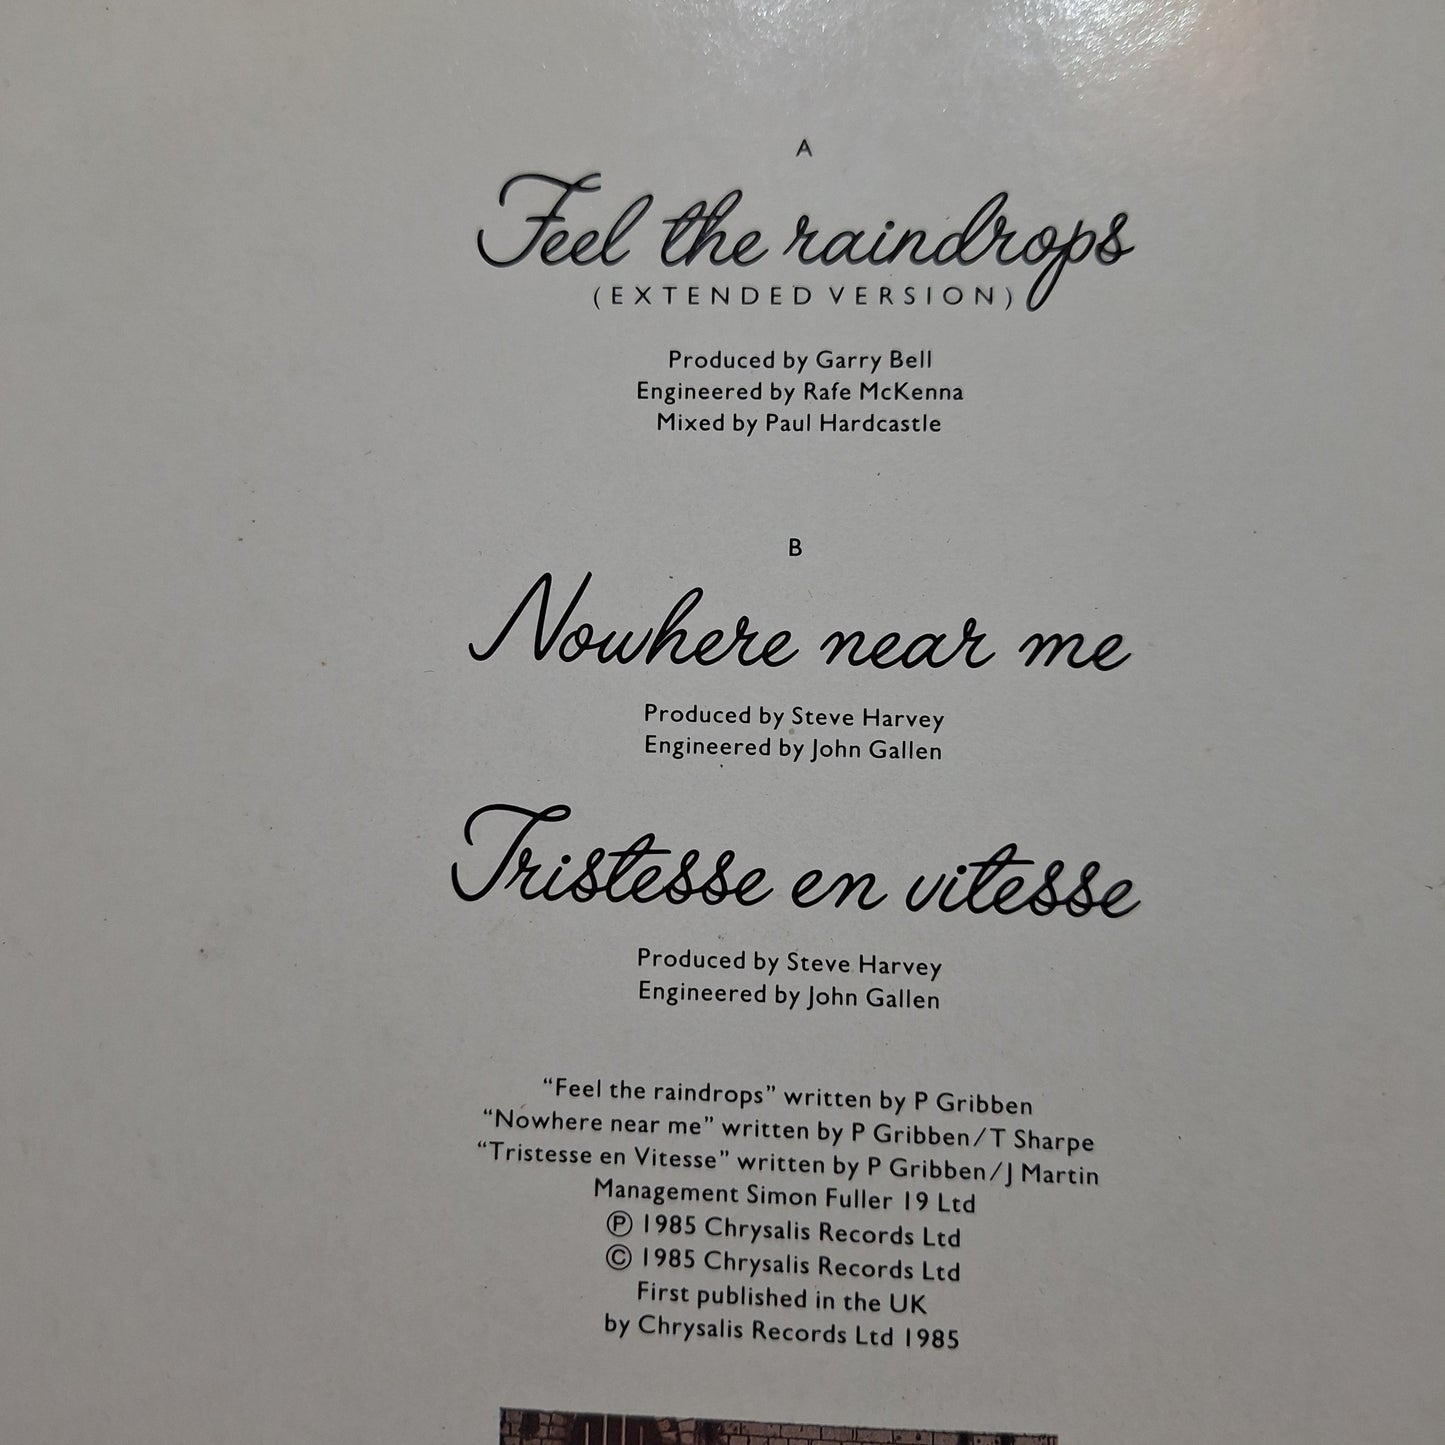 A
Feel the raindrops
(EXTENDED VERSION)
Produced by Garry Bell
Engineered by Rafe McKenna
Mixed by Paul Hardcastle
B
Nowhere near me
Produced by Steve Harvey
Engineered by John Gallen
Tristesse en vitesse
Produced by Steve Harvey
Engineered by John Gallen
“Feel the raindrops” written by P Gribben
“Nowhere near me” written by P Gribben/T Sharpe
“Tristesse en Vitesse” written by P Gribben/J Martin
Management Simon Fuller 19 Ltd
Ⓟ 1985 Chrysalis Records Ltd
© 1985 Chrysalis Records Ltd
First published in the UK
by Chrysalis Records Ltd 1985